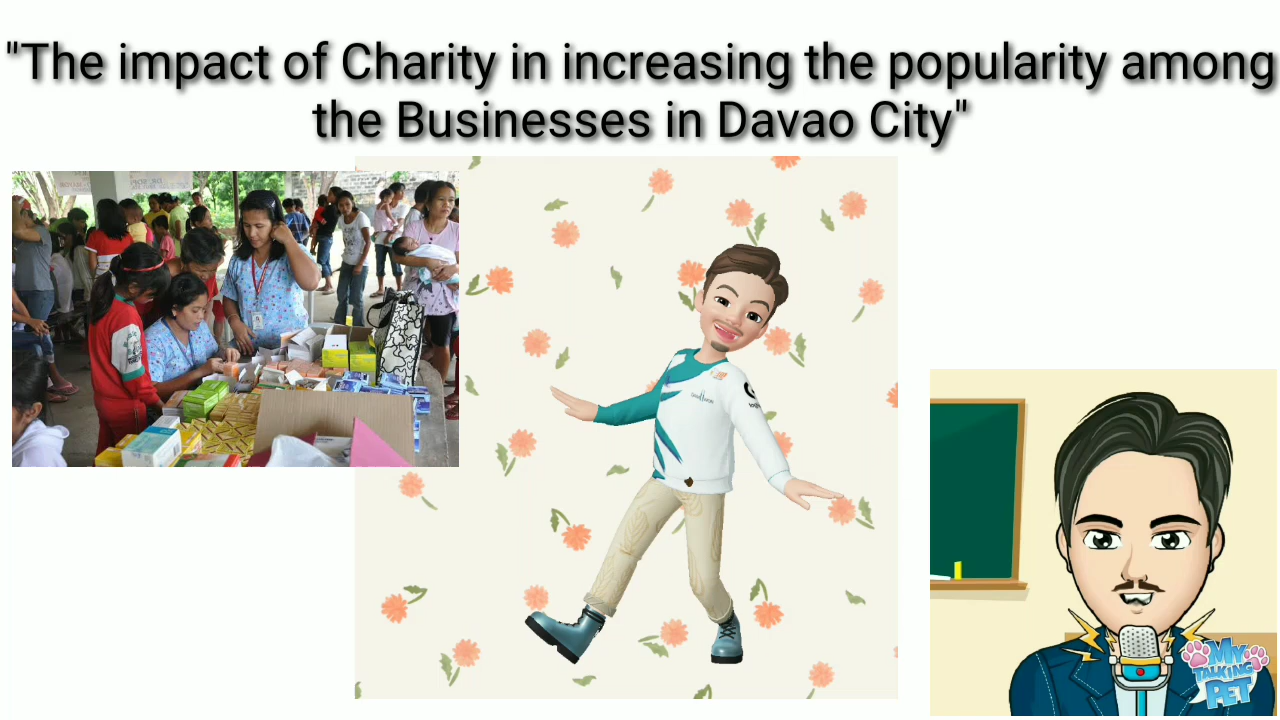 "The impact of Charity in increasing the popularity among
the Businesses in Davao City"
MY
TALKING
PET